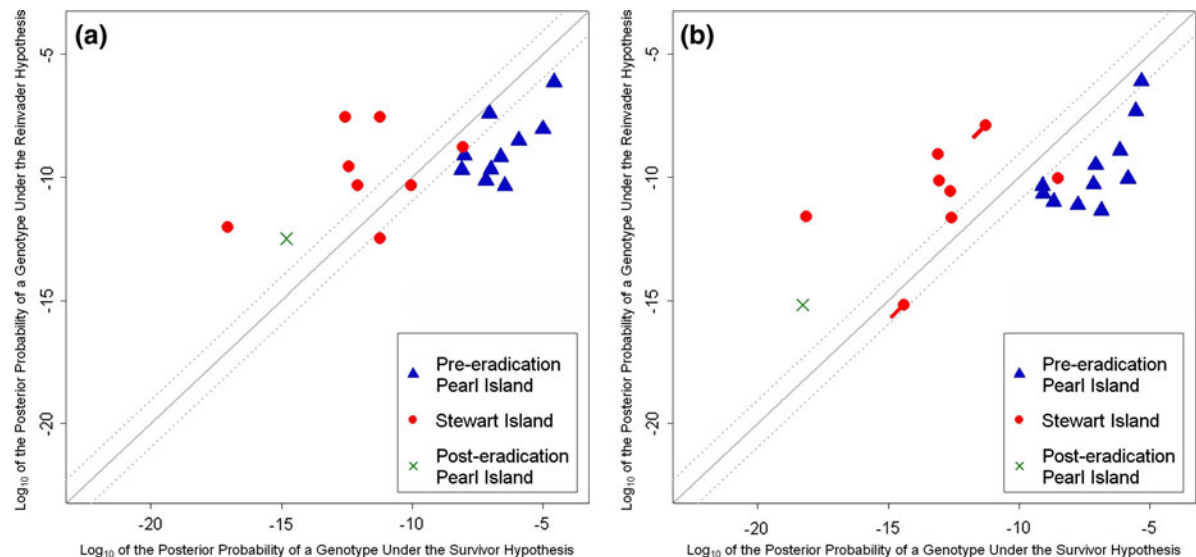 (a)
Log10 of the Posterior Probability of a Genotype Under the Reinvader Hypothesis
-5
-10
-15
-20
Pre-eradication
Pearl Island
Stewart Island
Post-eradication
Pearl Island
-20 -15 -10 -5
Log10 of the Posterior Probability of a Genotype Under the Survivor Hypothesis
(b)
Log10 of the Posterior Probability of a Genotype Under the Reinvader Hypothesis
-5
-10
-15
-20
Pre-eradication
Pearl Island
Stewart Island
Post-eradication
Pearl Island
-20 -15 -10 -5
Log10 of the Posterior Probability of a Genotype Under the Survivor Hypothesis